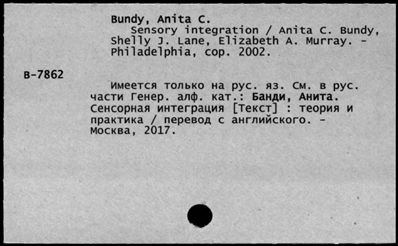 Bundy, Anita C.
Sensory integration / Anita C. Bundy,
Shelly J. Lane, Elizabeth A. Murray. -
Philadelphia, cop. 2002.
B-7862
Имеется только на рус. яз. См. в рус.
части Генер. алф. кат.: Банди, Анита.
Сенсорная интеграция [Текст] : теория и
практика / перевод с английского. -
Москва, 2017.